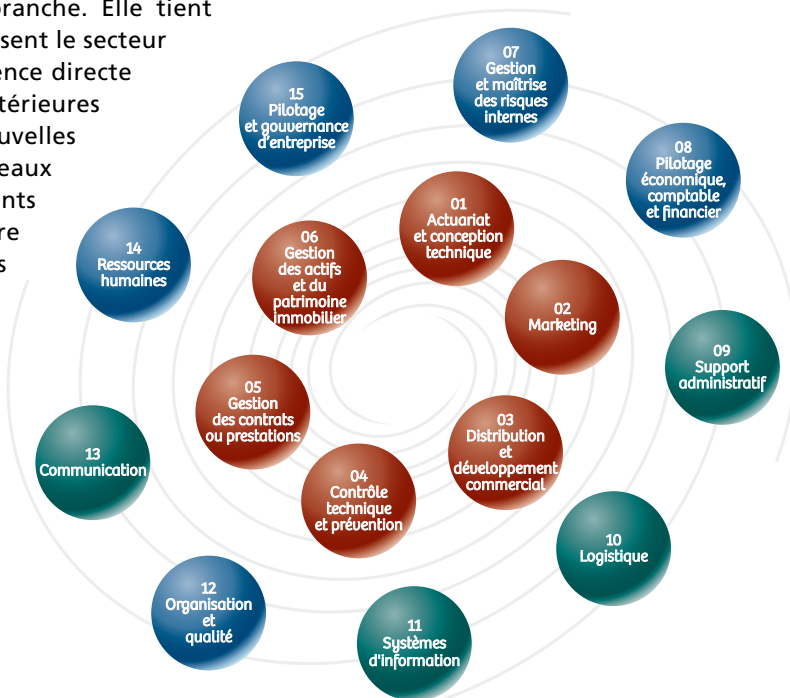 branche. Elle tient
sent le secteur
ence directe
térieures
uvelles
eaux
nts
re
s
07
Gestion
et maîtrise
des risques
internes
15
Pilotage
et gouvernance
d'entreprise
08
Pilotage
économique,
comptable
et financier
01
Actuariat
et conception
technique
06
Gestion
des actifs
et du
patrimoine
immobilier
14
Ressources
humaines
02
Marketing
09
Support
administratif
05
Gestion
des contrats
ou prestations
03
Distribution
et
développement
commercial
13
Communication
04
Contrôle
technique
et prévention
10
Logistique
12
Organisation
et
qualité
11
Systèmes
d'information